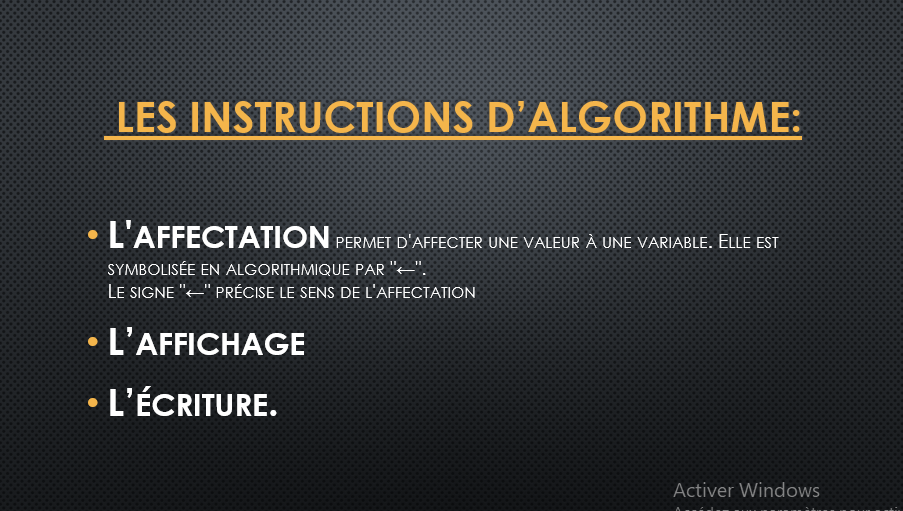 LES INSTRUCTIONS D’ALGORITHME:
• L'AFFECTATION PERMET D'AFFECTER UNE VALEUR À UNE VARIABLE. ELLE EST
SYMBOLISÉE EN ALGORITHMIQUE PAR "←".
LE SIGNE "←" PRÉCISE LE SENS DE L'AFFECTATION
• L’AFFICHAGE
• L’ÉCRITURE.
Activer Windows